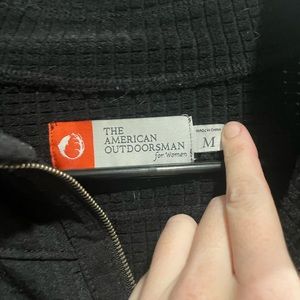 THE
AMERICAN
OUTDOORSMAN
for Women
MADE IN CHINA
M